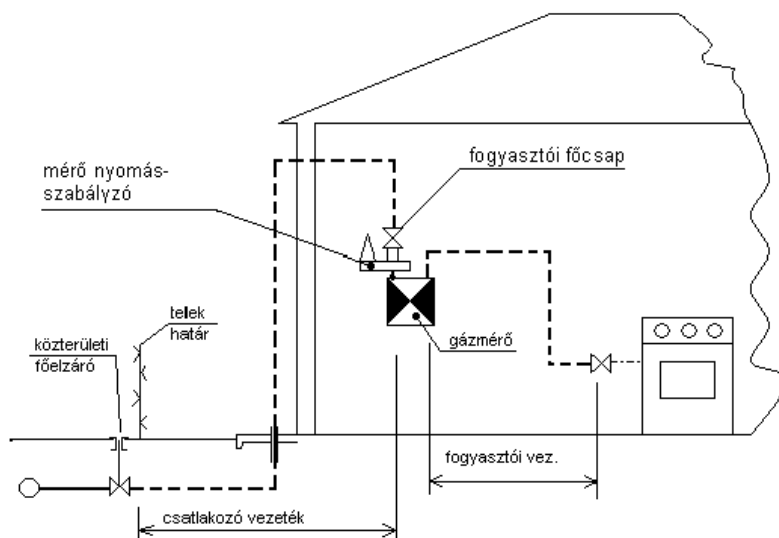 fogyasztói főcsap
mérő nyomás-
szabályzó
telek
határ
közterületi
főelzáró
gázmérő
fogyasztói vez.
csatlakozó vezeték